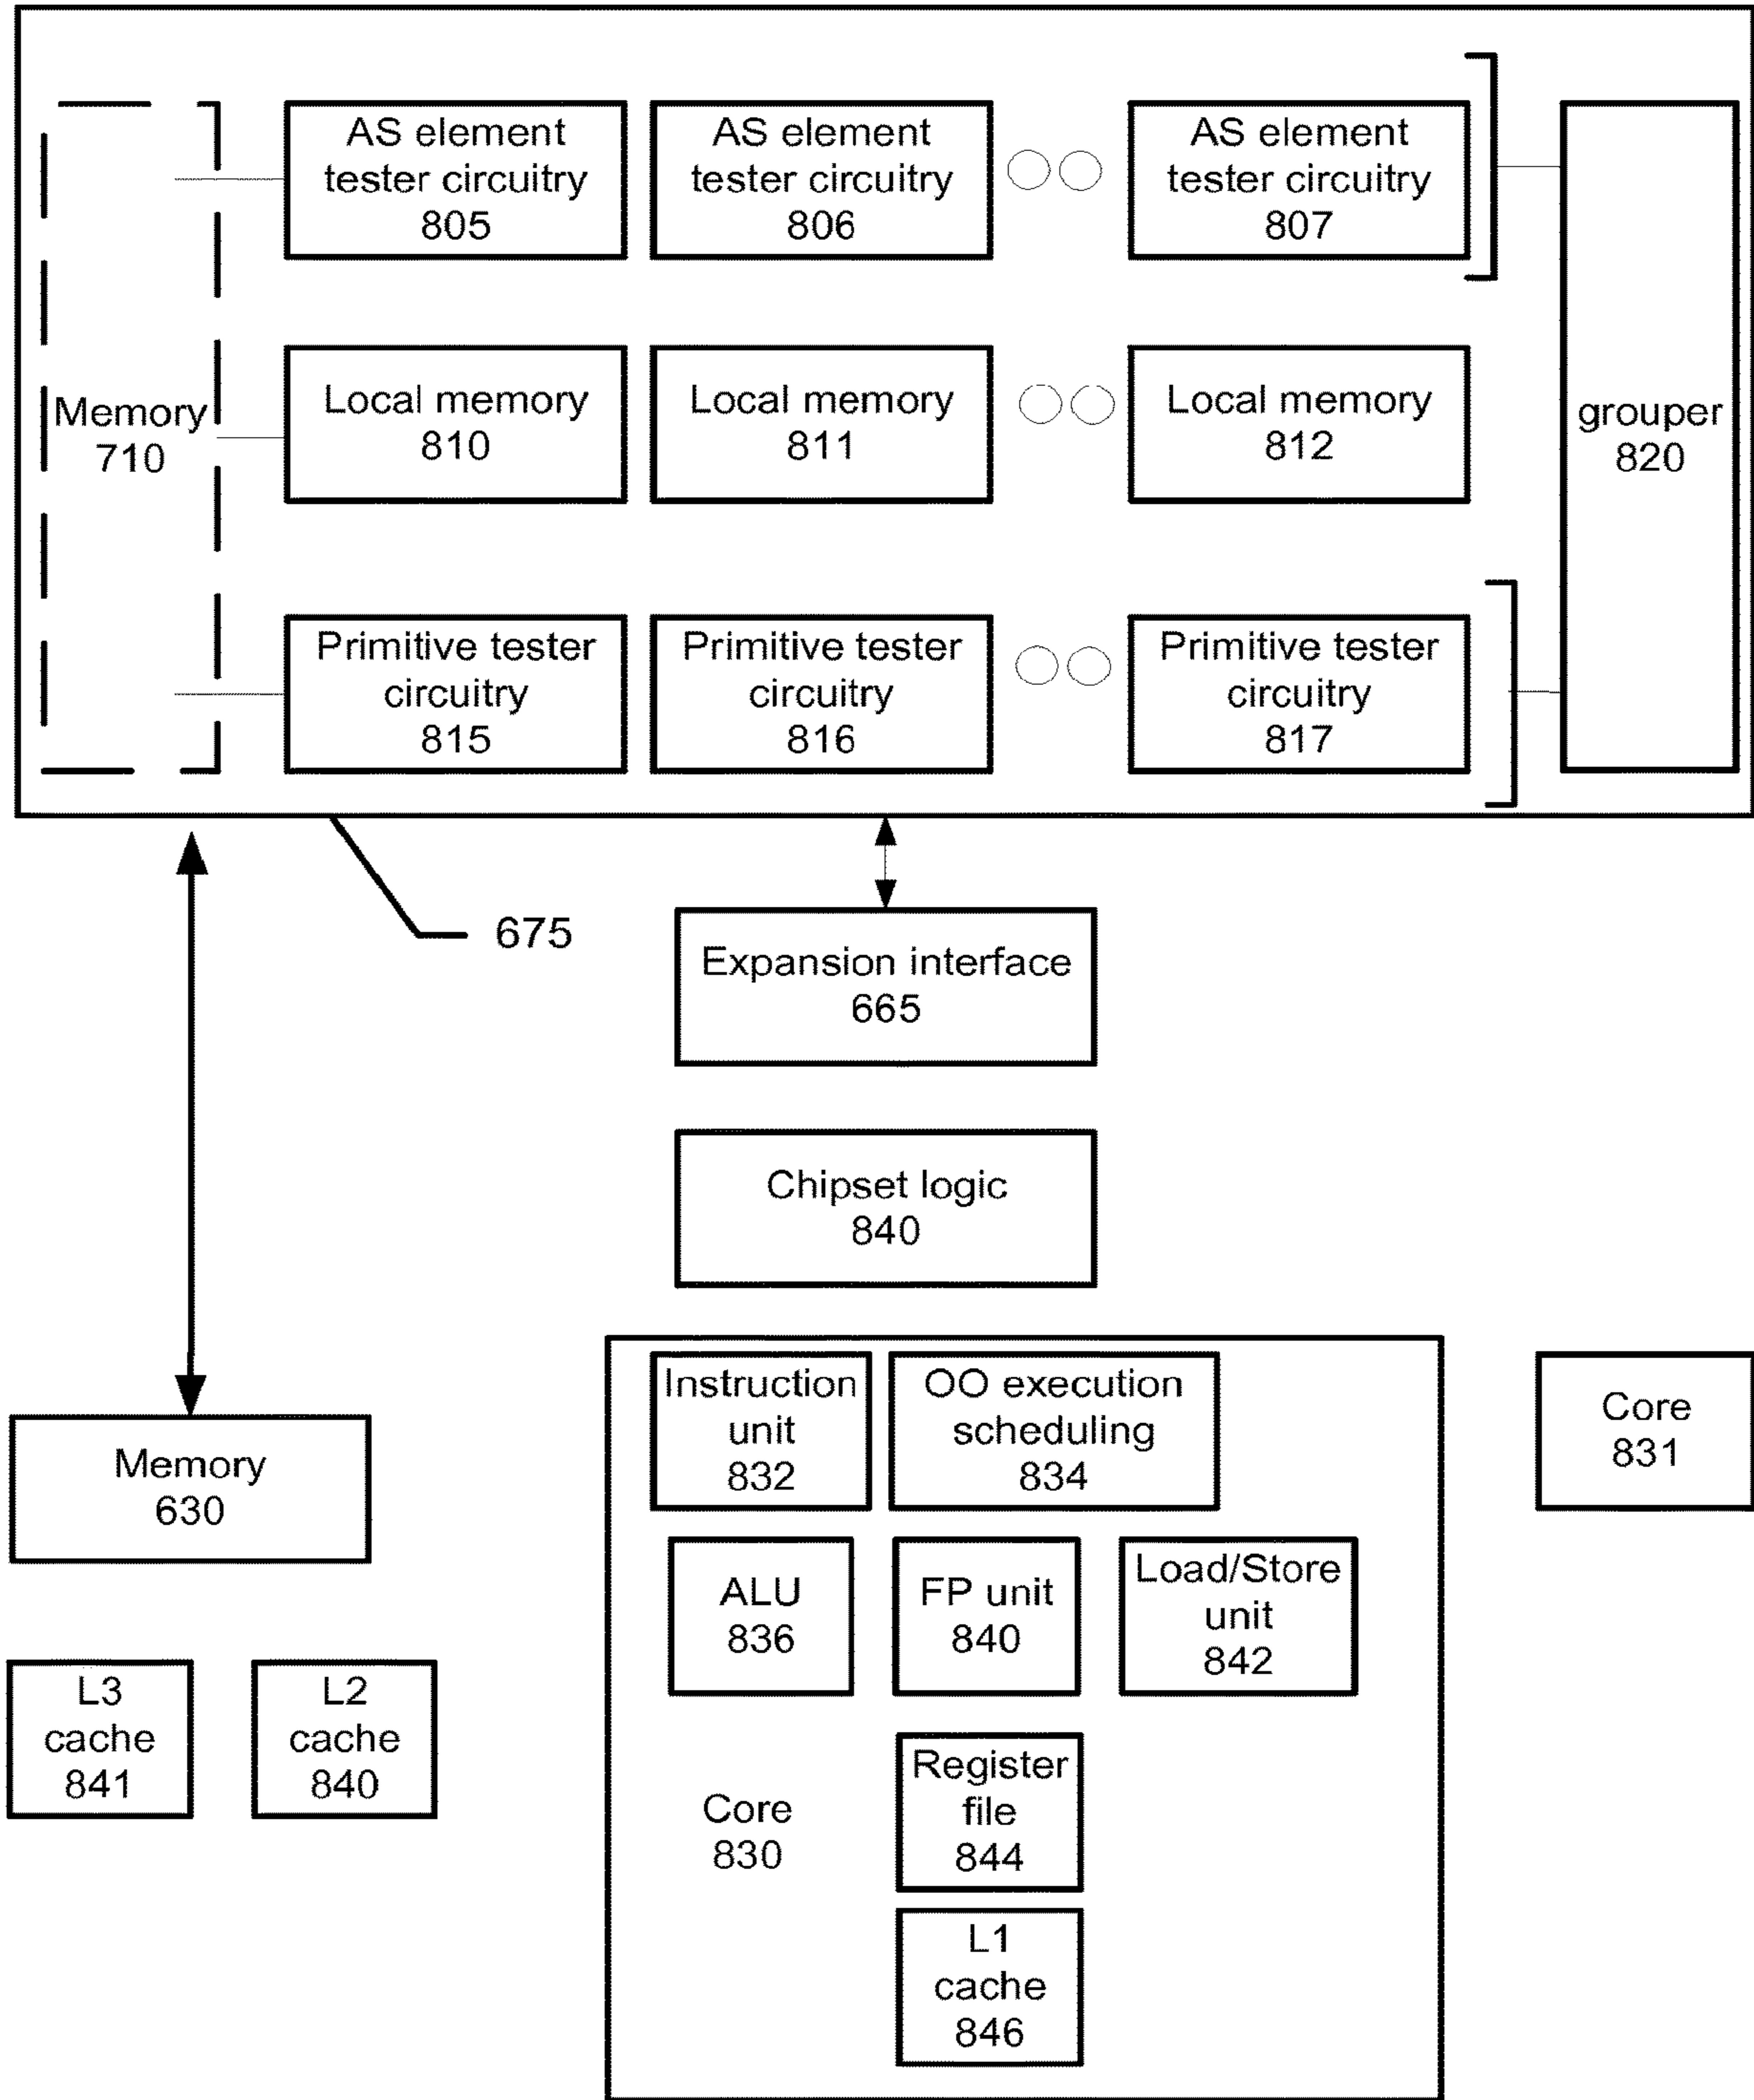 AS element
tester circuitry
805
AS element
tester circuitry
806
AS element
tester circuitry
807
Memory
710
Local memory
810
Local memory
811
Local memory
812
grouper
820
Primitive tester
circuitry
815
Primitive tester
circuitry
816
Primitive tester
circuitry
817
675
Expansion interface
665
Chipset logic
840
Instruction
unit
832
OO execution
scheduling
834
Core
831
Memory
630
ALU
836
FP unit
840
Load/Store
unit
842
L3
cache
841
L2
cache
840
Core
830
Register
file
844
L1
cache
846